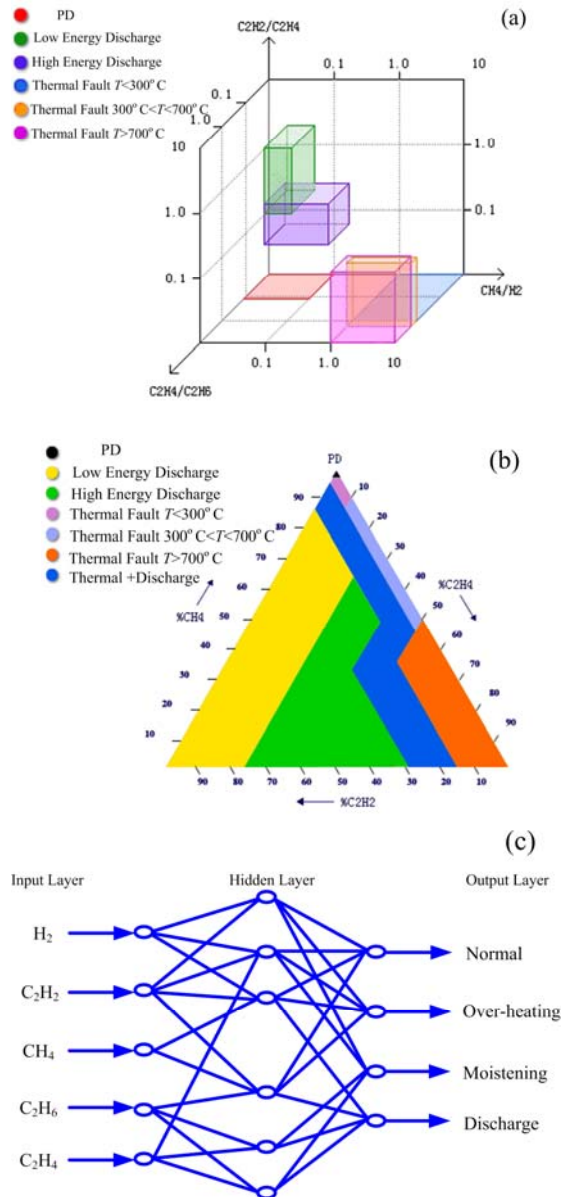 (a)
PD
Low Energy Discharge
High Energy Discharge
Thermal Fault T<300° C
Thermal Fault 300° C<T<700° C
Thermal Fault T>700° C
C2H2/C2H4
0.1 1.0 10
0.1
1.0
10
1.0
0.1
1.0
0.1
CH4/H2
0.1 1.0 10
C2H4/C2H6
(b)
PD
Low Energy Discharge
High Energy Discharge
Thermal Fault T<300° C
Thermal Fault 300° C<T<700° C
Thermal Fault T>700° C
Thermal +Discharge
PD
90
80
70
60
50
40
30
20
10
%CH4
10
20
30
40
50
60
70
80
90
%C2H4
90 80 70 60 50 40 30 20 10
%C2H2
(c)
Input Layer Hidden Layer Output Layer
H2
C2H2
CH4
C2H6
C2H4
Normal
Over-heating
Moistening
Discharge